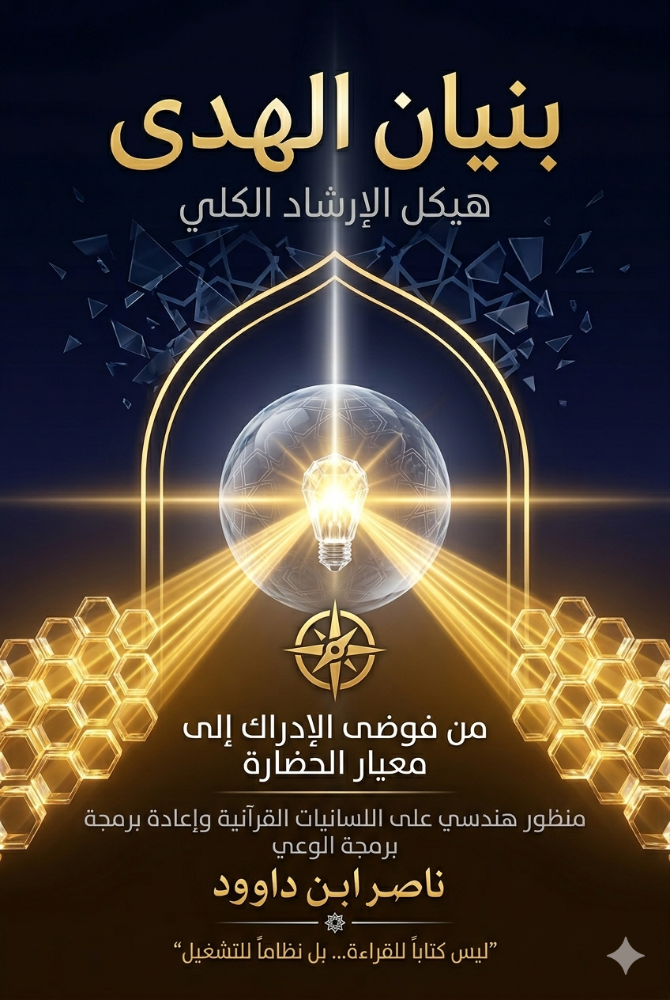 بنيان الهدى
هيكل الإرشاد الكلي
من فوضى الإدراك إلى
معيار الحضارة
منظور هندسي على اللسانيات القرآنية وإعادة برمجة
برمجة الوعي
ناصر ابن داوود
”ليس كتاباً للقراءة... بل نظاماً للتشغيل“